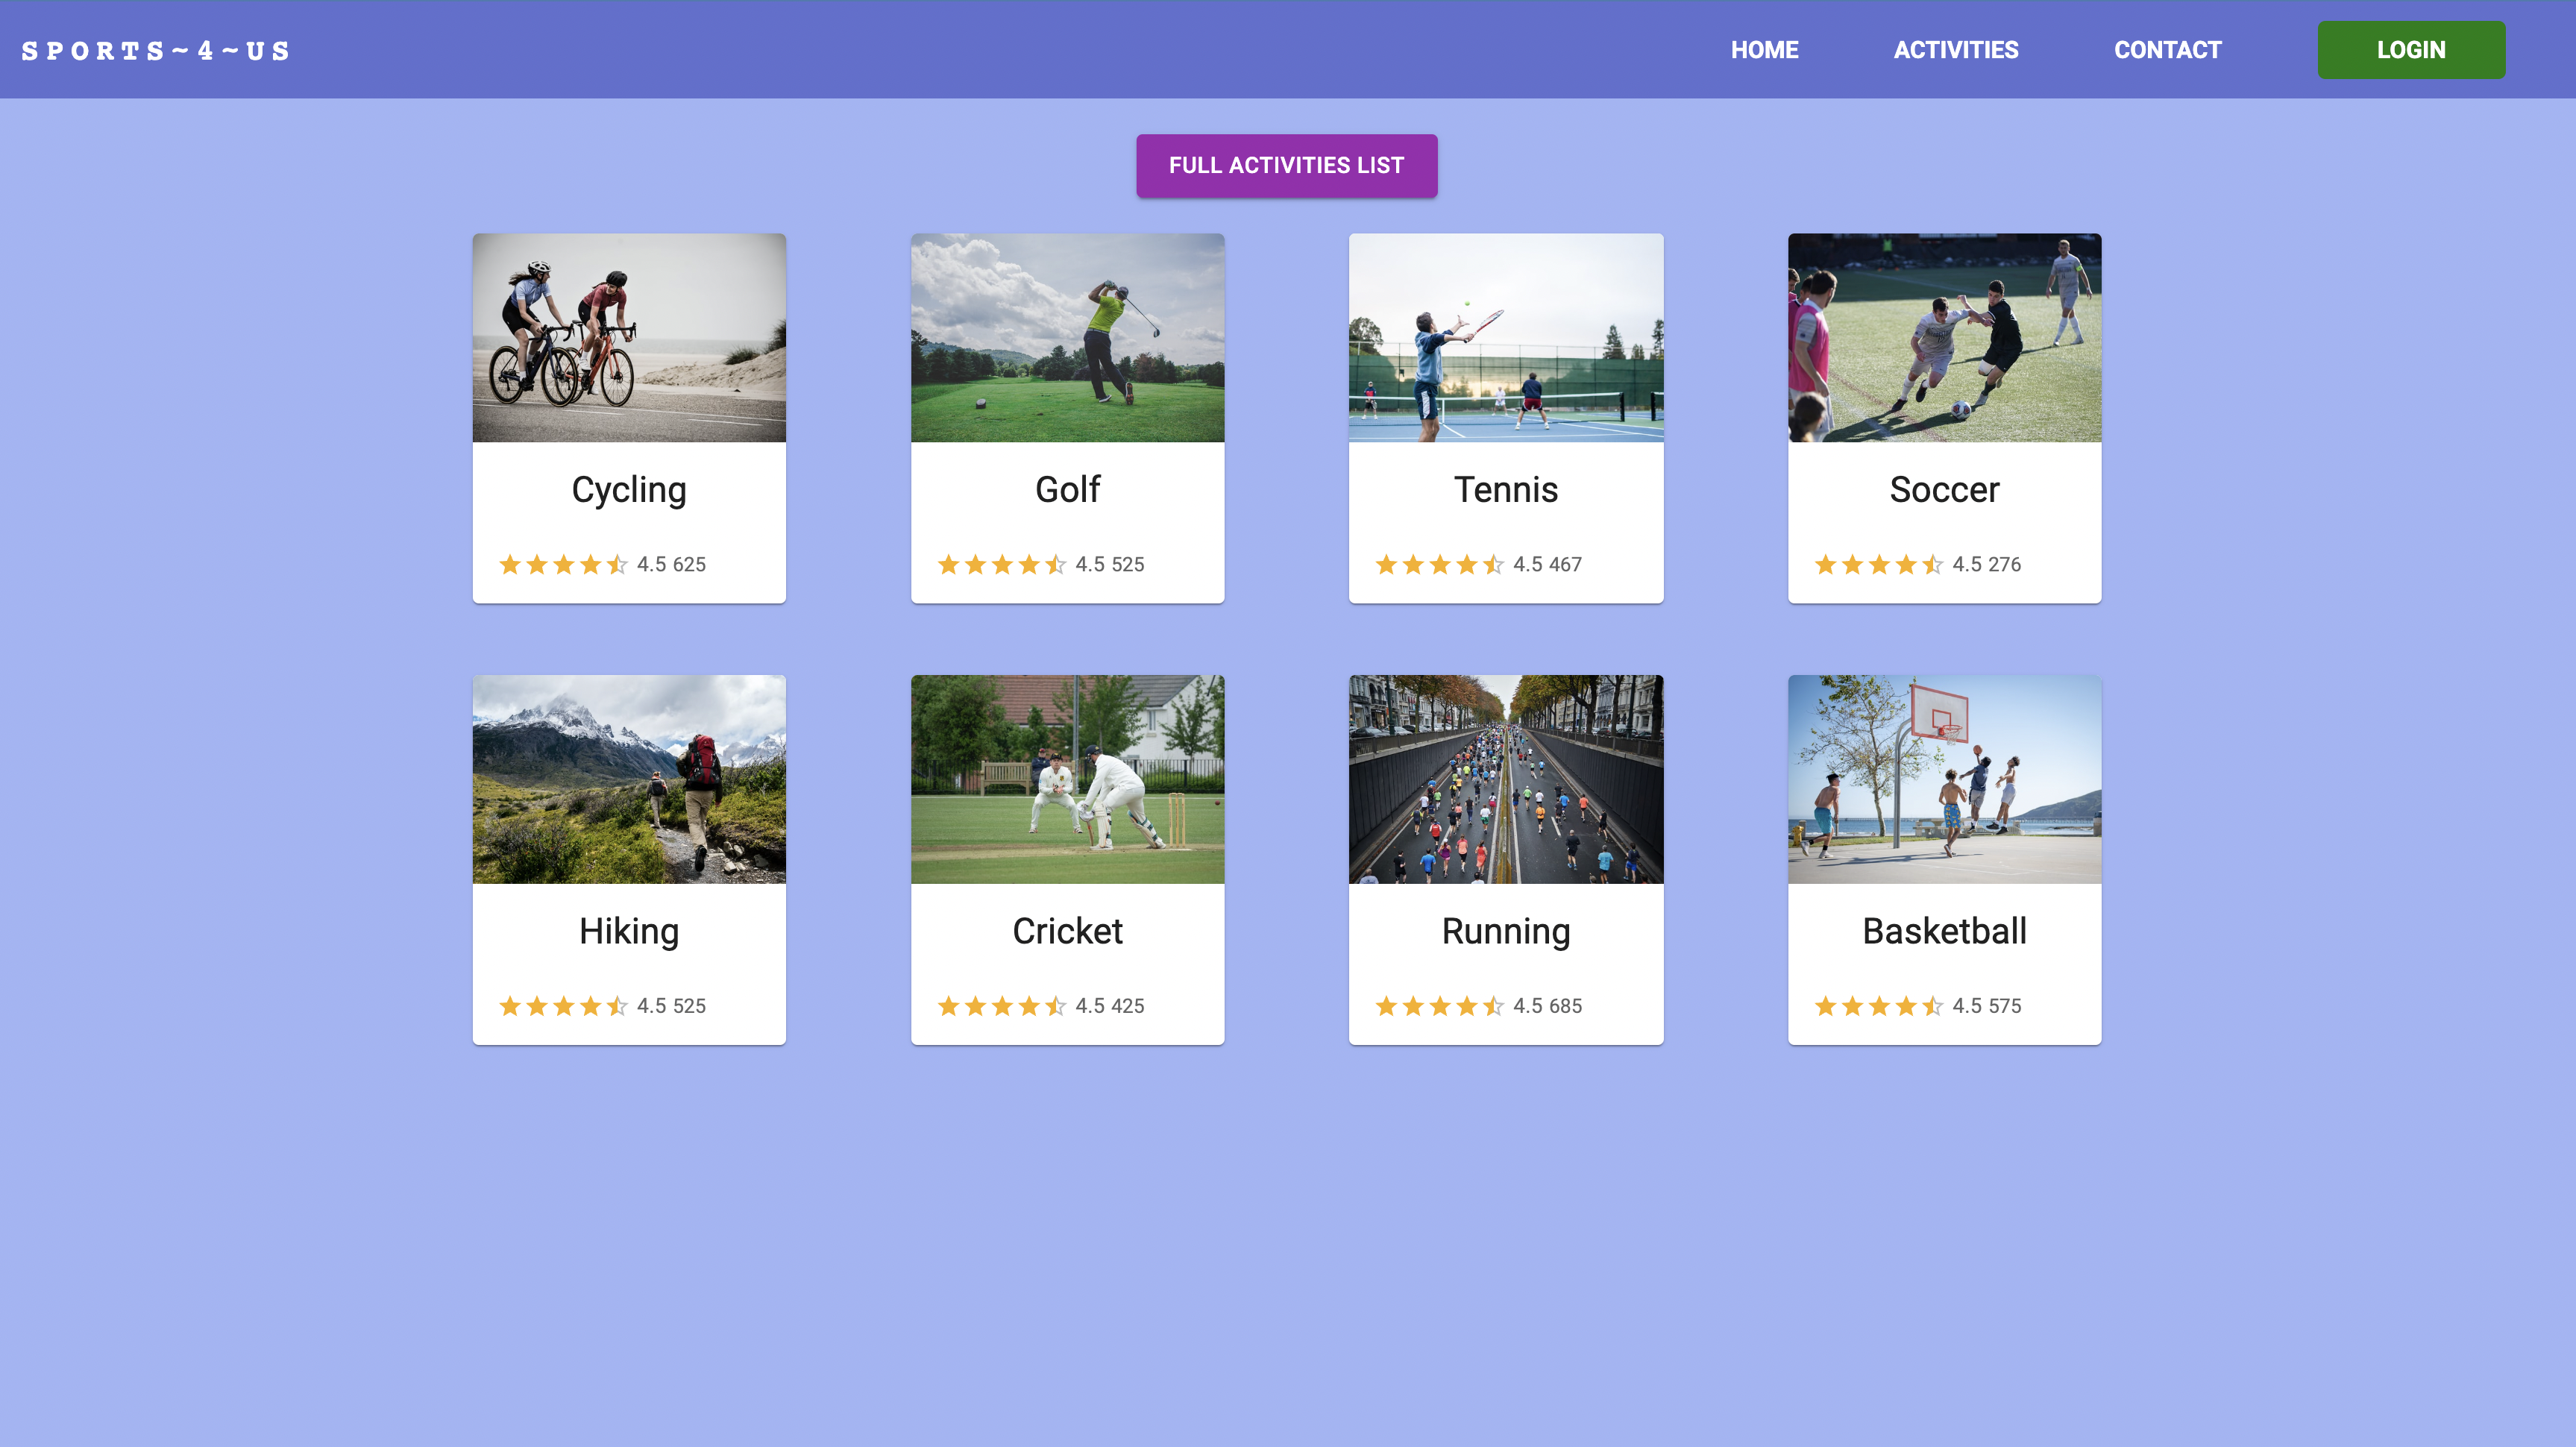 SPORTS~4~US
HOME ACTIVITIES CONTACT LOGIN
FULL ACTIVITIES LIST
Cycling Golf Tennis Soccer
4.5 625 4.5 525 4.5 467 4.5 276
Hiking Cricket Running Basketball
4.5 525 4.5 425 4.5 685 4.5 575